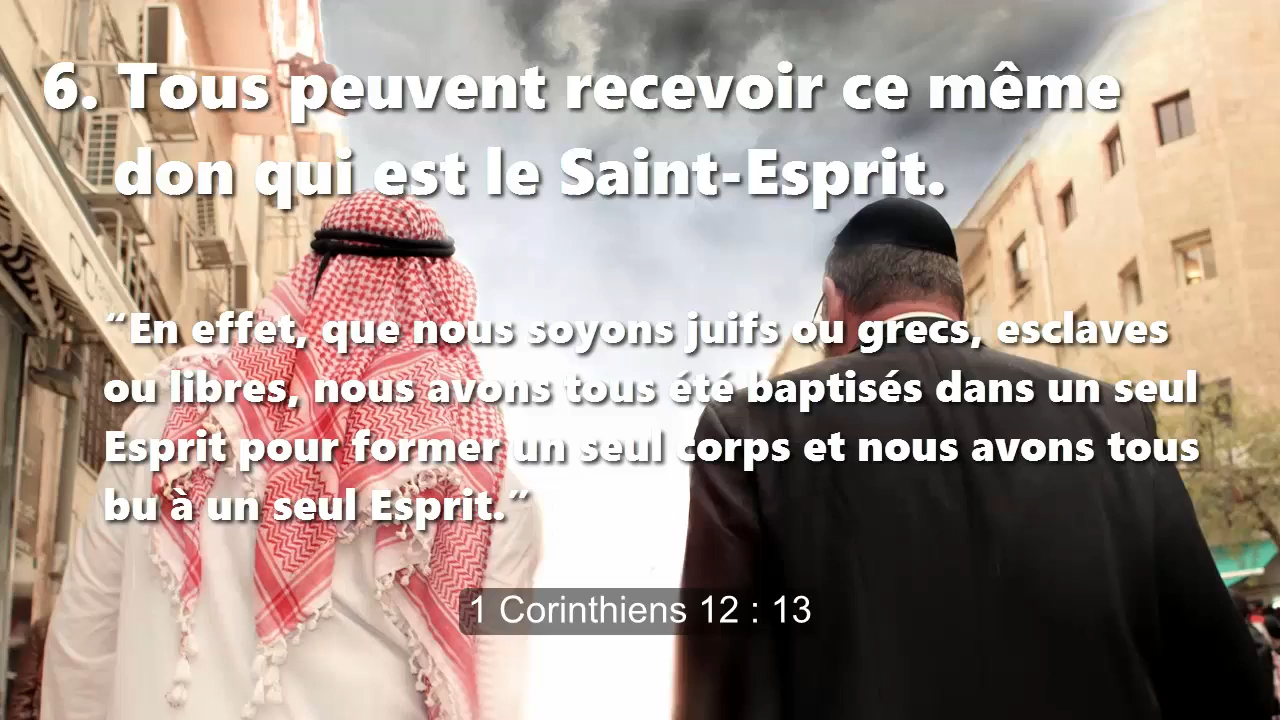 6. Tous peuvent recevoir ce même
don qui est le Saint-Esprit.
“En effet, que nous soyons juifs ou grecs, esclaves
ou libres, nous avons tous été baptisés dans un seul
Esprit pour former un seul corps et nous avons tous
bu à un seul Esprit.”
1 Corinthiens 12 : 13